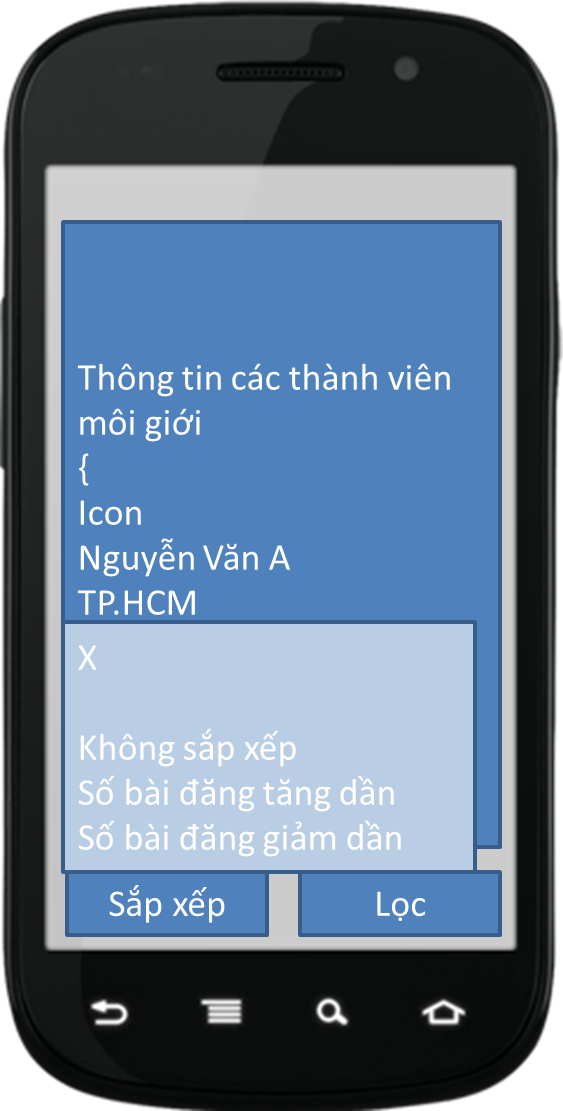 Thông tin các thành viên
môi giới
{
Icon
Nguyễn Văn A
TP.HCM
X
Không sắp xếp
Số bài đăng tăng dần
Số bài đăng giảm dần
Sắp xếp
Lọc